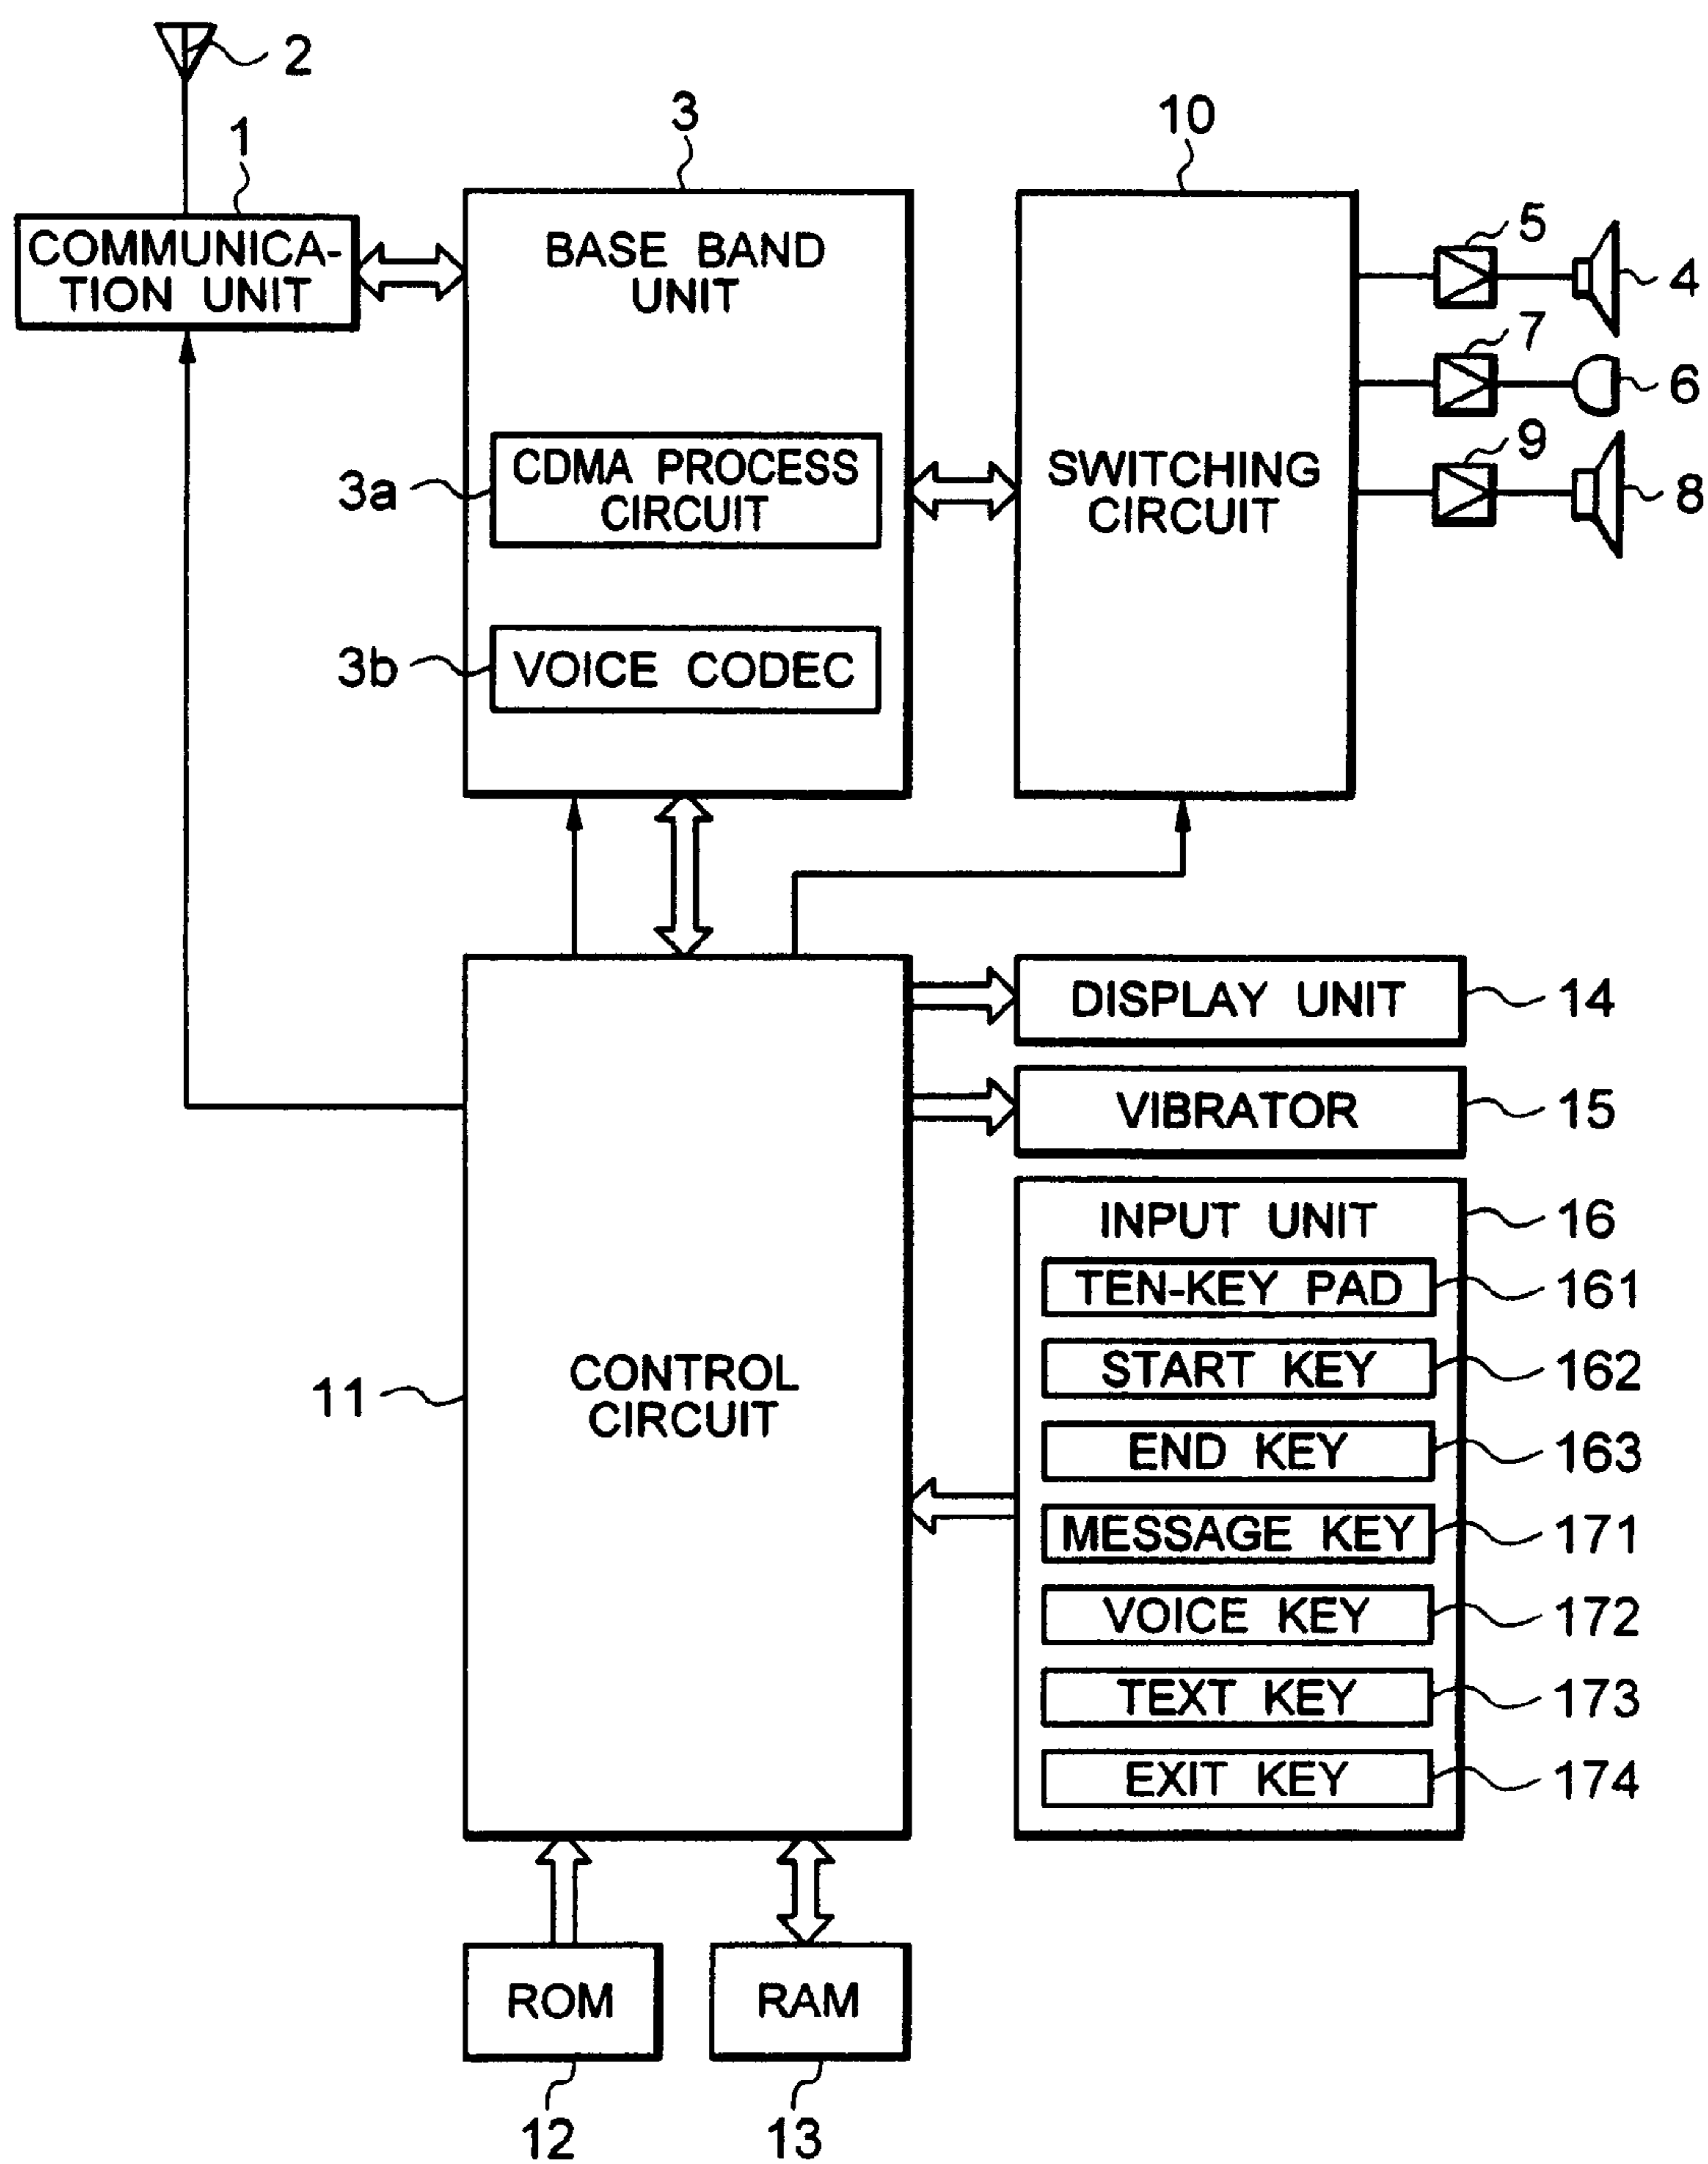 2
1
3
10
COMMUNICA-
TION UNIT
BASE BAND
UNIT
5
4
7
6
9
8
3a
CDMA PROCESS
CIRCUIT
SWITCHING
CIRCUIT
3b
VOICE CODEC
DISPLAY UNIT
14
VIBRATOR
15
INPUT UNIT
16
TEN-KEY PAD
161
START KEY
162
11
CONTROL
CIRCUIT
END KEY
163
MESSAGE KEY
171
VOICE KEY
172
TEXT KEY
173
EXIT KEY
174
ROM
RAM
12
13